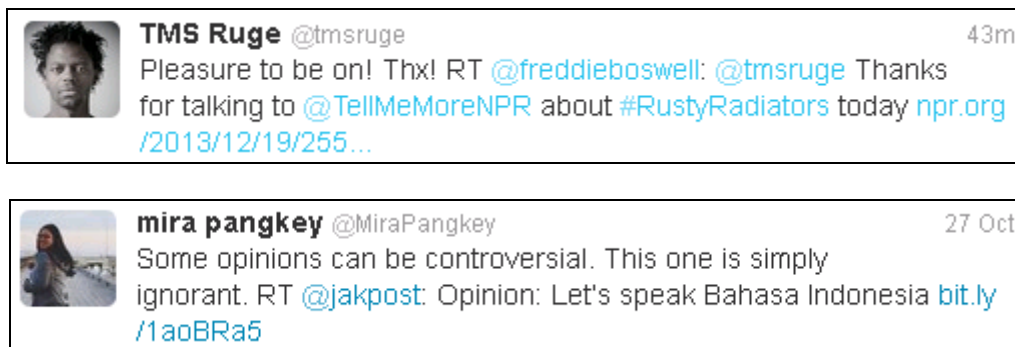 TMS Ruge @tmsruge 43m
Pleasure to be on! Thx! RT @freddieboswell: @tmsruge Thanks
for talking to @TellMeMoreNPR about #RustyRadiators today npr.org
/2013/12/19/255...
mira pangkey @MiraPangkey 27 Oct
Some opinions can be controversial. This one is simply
ignorant. RT @jakpost: Opinion: Let's speak Bahasa Indonesia bit.ly
/1aoBRa5